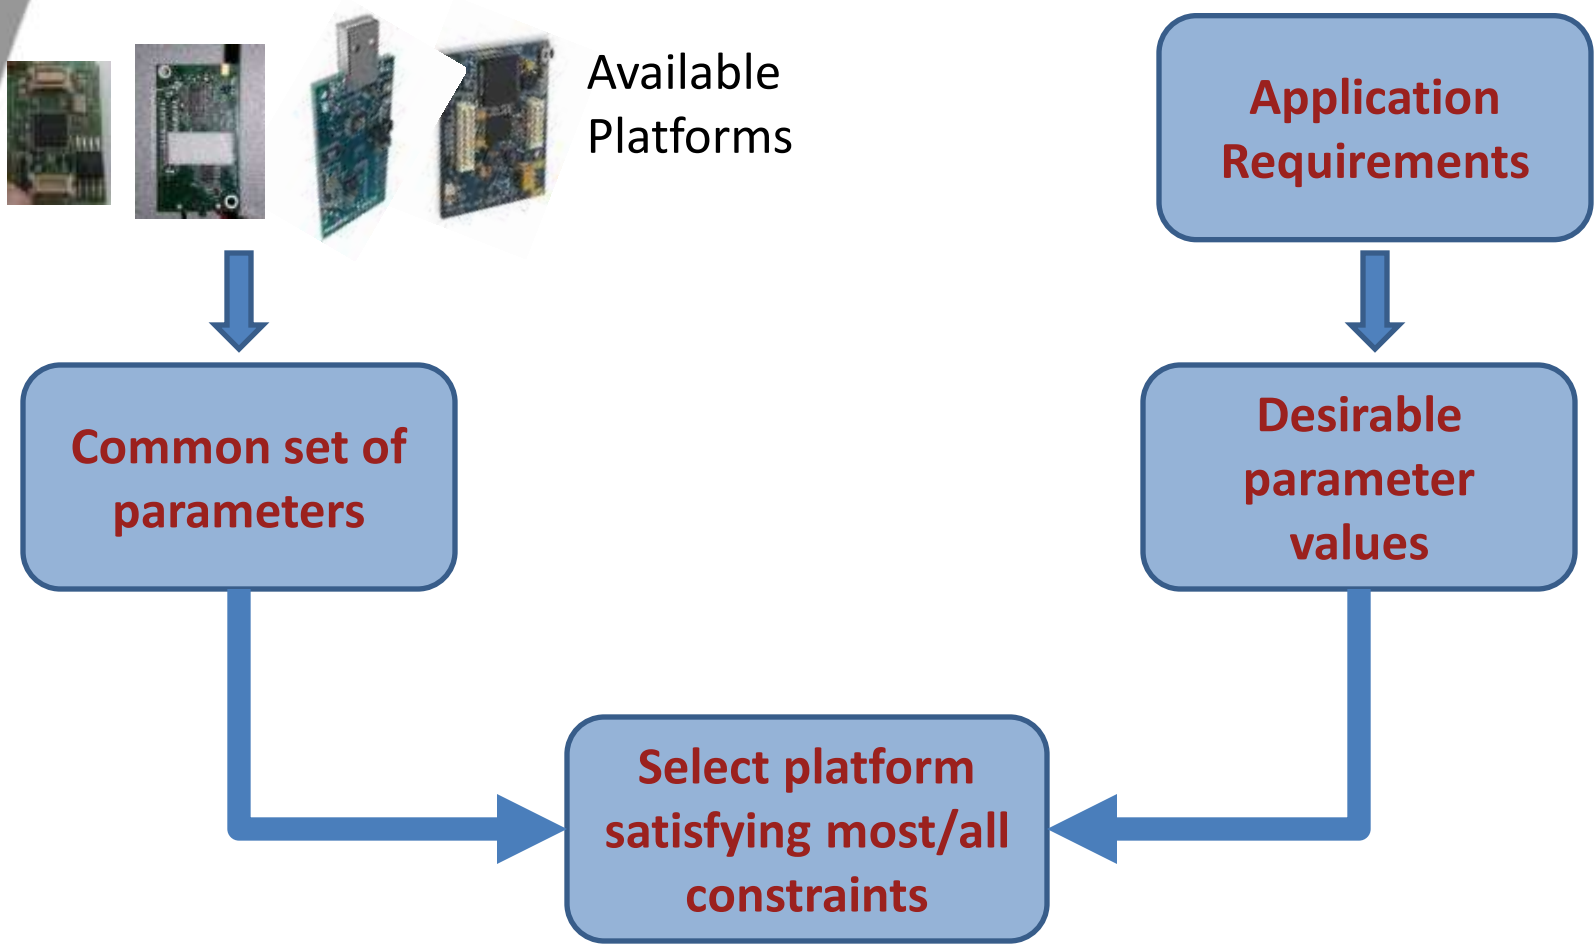 Available
Platforms
Application
Requirements
Common set of
parameters
Desirable
parameter
values
Select platform
satisfying most/all
constraints